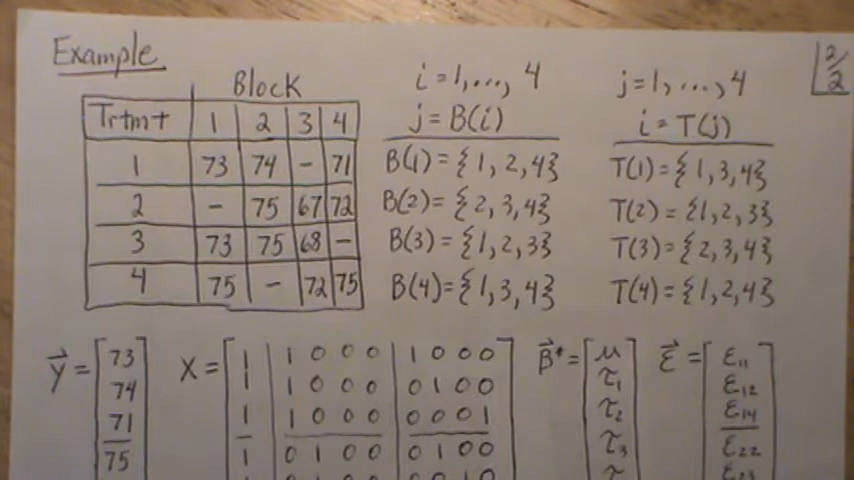 Example
2/2
Block
Trtmt 1 2 3 4
1 73 74 - 71
2 - 75 67 72
3 73 75 68 -
4 75 - 72 75
i = 1, ..., 4
j = B(i)
B(1) = {1, 2, 4}
B(2) = {2, 3, 4}
B(3) = {1, 2, 3}
B(4) = {1, 3, 4}
j = 1, ..., 4
i = T(j)
T(1) = {1, 3, 4}
T(2) = {1, 2, 3}
T(3) = {2, 3, 4}
T(4) = {1, 2, 4}
Y⃗ =
73
74
71
75
X =
1 1 0 0 0 1 0 0 0
1 1 0 0 0 0 1 0 0
1 1 0 0 0 0 0 0 1
1 0 1 0 0 0 1 0 0
β⃗* =
μ
τ₁
τ₂
τ₃
ε⃗ =
ε₁₁
ε₁₂
ε₁₄
ε₂₂